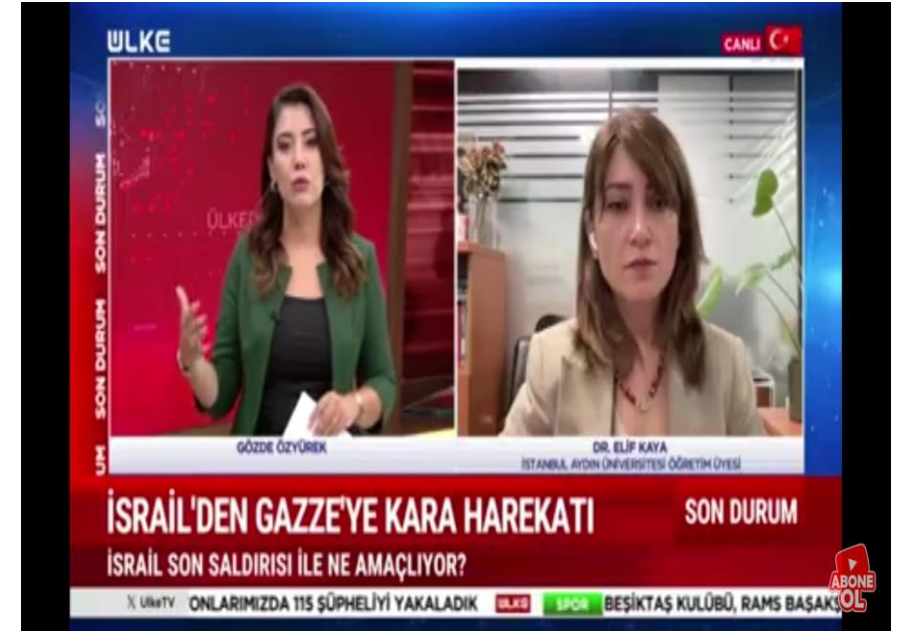 ÜLKE
CANLI
SON DURUM
SON DURUM
ÜLKE
GÖZDE ÖZYÜREK
DR. ELİF KAYA
İSTANBUL AYDIN ÜNİVERSİTESİ ÖĞRETİM ÜYESİ
İSRAİL'DEN GAZZE'YE KARA HAREKATI
SON DURUM
İSRAİL SON SALDIRISI İLE NE AMAÇLIYOR?
X ÜlkeTV ONLARIMIZDA 115 ŞÜPHELİYİ YAKALADIK ÜLKE SPOR BEŞİKTAŞ KULÜBÜ, RAMS BAŞAKŞ
ABONE
OL